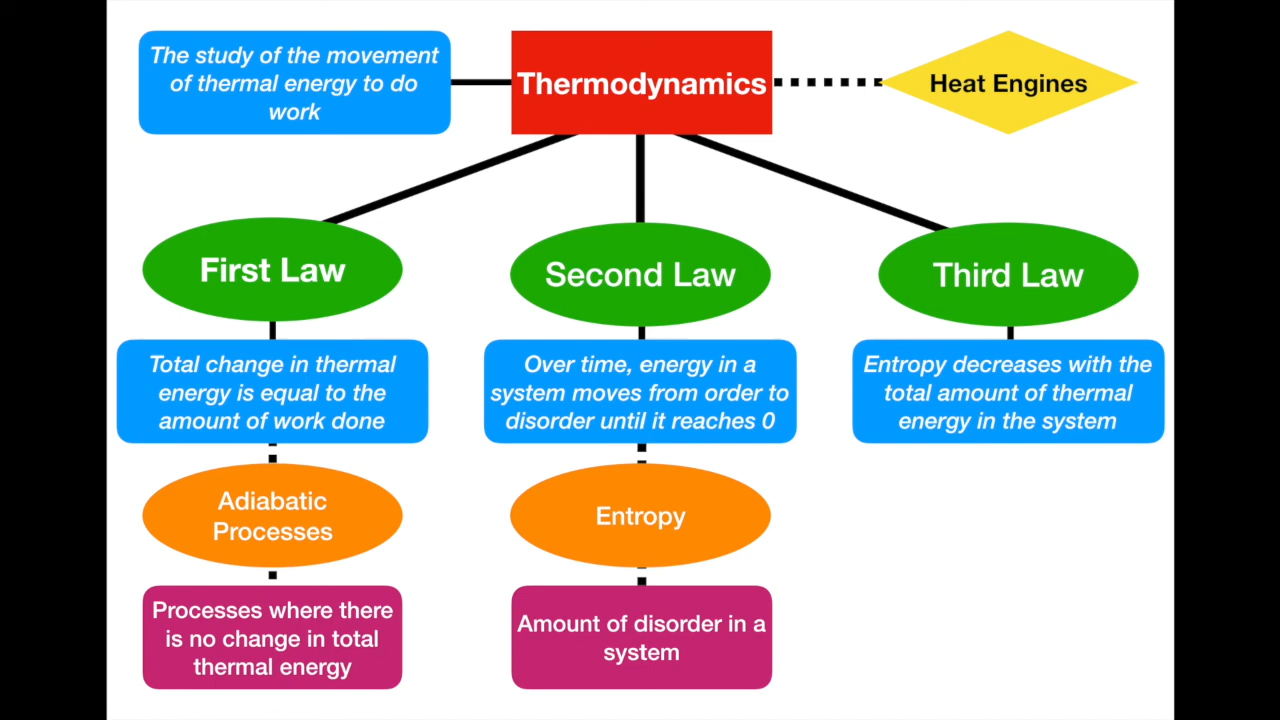 The study of the movement
of thermal energy to do
work
Thermodynamics
Heat Engines
First Law
Second Law
Third Law
Total change in thermal
energy is equal to the
amount of work done
Over time, energy in a
system moves from order to
disorder until it reaches 0
Entropy decreases with the
total amount of thermal
energy in the system
Adiabatic
Processes
Entropy
Processes where there
is no change in total
thermal energy
Amount of disorder in a
system